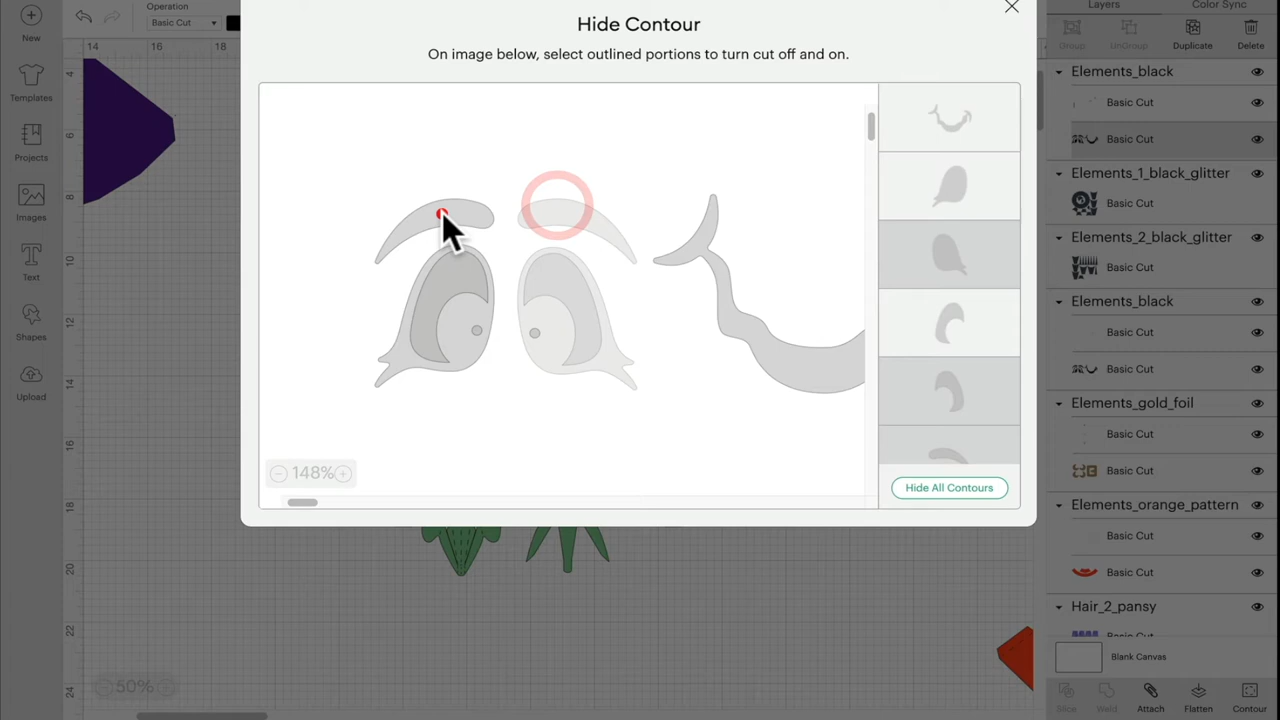 New
Templates
Projects
Images
Text
Shapes
Upload
Operation
Basic Cut
14 16 18
4
6
8
10
12
14
16
18
20
22
24
50%
Hide Contour
On image below, select outlined portions to turn cut off and on.
148%
Hide All Contours
Layers Color Sync
Group UnGroup Duplicate Delete
Elements_black
Basic Cut
Basic Cut
Elements_1_black_glitter
Basic Cut
Elements_2_black_glitter
Basic Cut
Elements_black
Basic Cut
Basic Cut
Elements_gold_foil
Basic Cut
Basic Cut
Elements_orange_pattern
Basic Cut
Basic Cut
Hair_2_pansy
Basic Cut
Blank Canvas
Slice Weld Attach Flatten Contour